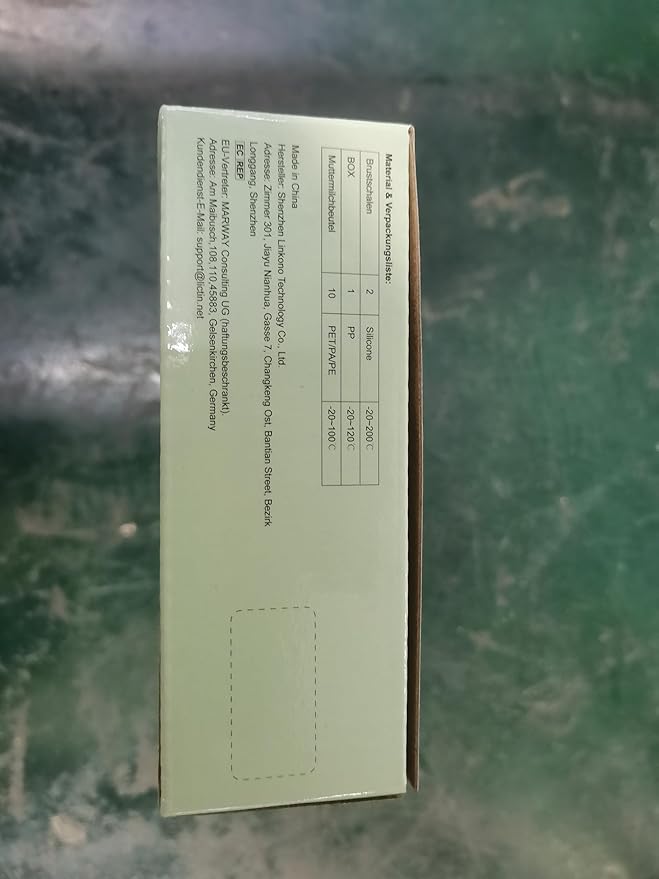 Material & Verpackungsliste:
Brustschalen 2 Silicone -20~200℃
BOX 1 PP -20~120℃
Muttermilchbeutel 10 PET/PA/PE -20~100℃
Made in China
Hersteller: Shenzhen Linkono Technology Co., Ltd
Adresse: Zimmer 301, Jiayu Nianhua, Gasse 7, Changkeng Ost, Bantian Street, Bezirk
Longgang, Shenzhen
EC REP
EU-Vertreter: MARWAY Consulting UG (haftungsbeschrankt).
Adresse: Am Maibusch,108,110 45883, Gelsenkirchen, Germany
Kundendienst-E-Mail: support@lictin.net